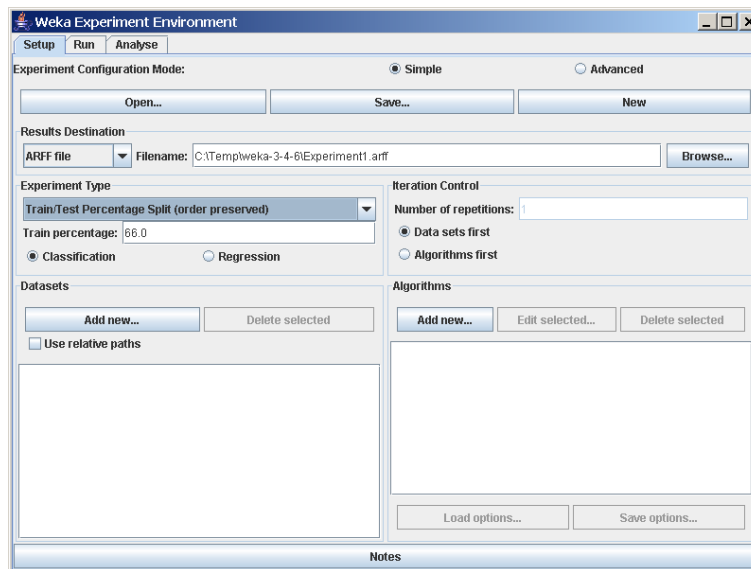 Weka Experiment Environment
Setup Run Analyse
Experiment Configuration Mode: Simple Advanced
Open... Save... New
Results Destination
ARFF file Filename: C:\Temp\weka-3-4-6\Experiment1.arff Browse...
Experiment Type
Train/Test Percentage Split (order preserved)
Train percentage: 66.0
Classification Regression
Iteration Control
Number of repetitions: 1
Data sets first
Algorithms first
Datasets
Add new... Delete selected
Use relative paths
Algorithms
Add new... Edit selected... Delete selected
Load options... Save options...
Notes